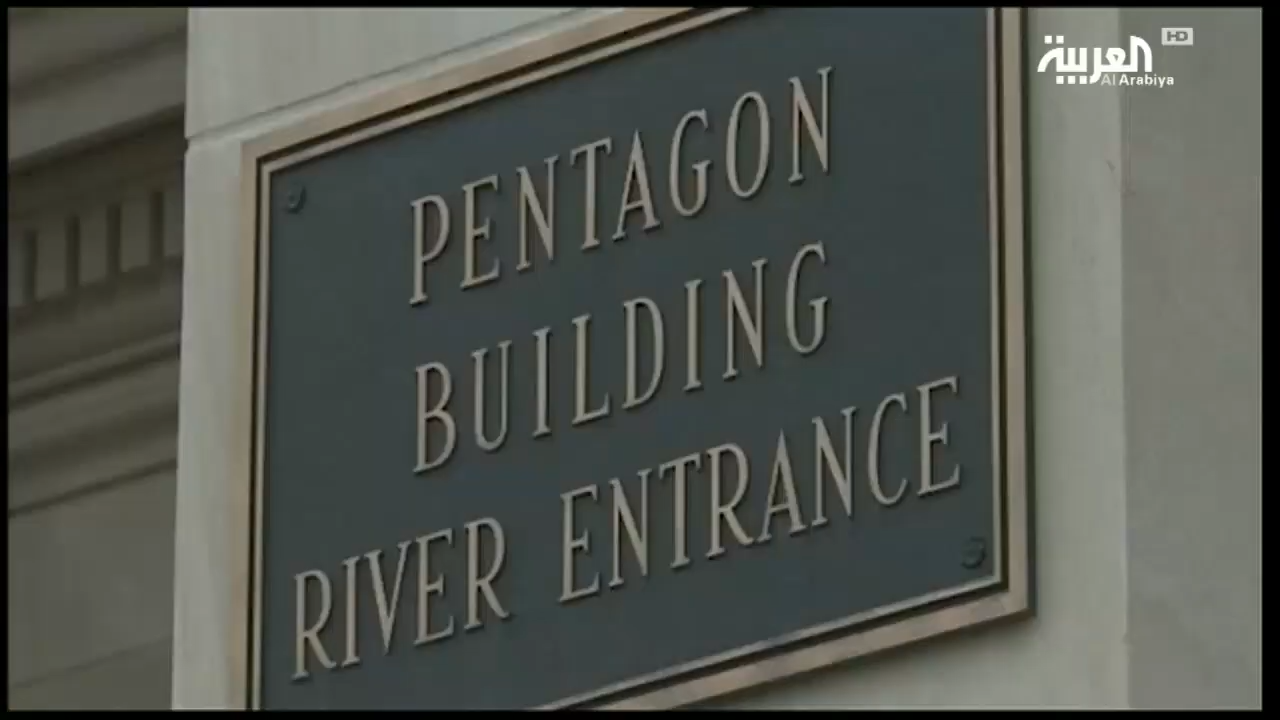 العربية
HD
Al Arabiya
PENTAGON
BUILDING
RIVER ENTRANCE